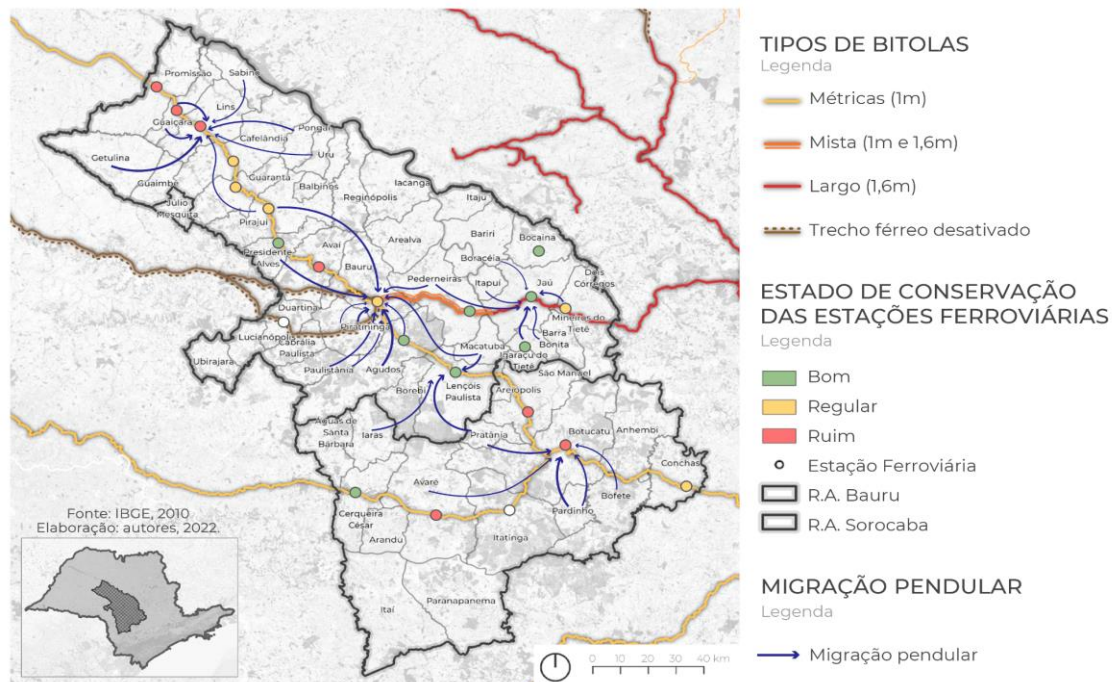 Promissão
Sabino
Lins
Guaiçara
Cafelândia
Pongaí
Uru
Getulina
Guaimbê
Guarantã
Balbinos
Júlio
Mesquita
Pirajuí
Reginópolis
Iacanga
Itaju
Presidente
Alves
Avaí
Bauru
Arealva
Bariri
Bocaina
Boracéia
Pederneiras
Itapuí
Jaú
Dois
Córregos
Mineiros do
Tietê
Barra
Bonita
Igaraçu do
Tietê
Macatuba
Duartina
Lucianópolis
Cabrália
Paulista
Piratininga
Ubirajara
Paulistânia
Agudos
Borebi
Lençois
Paulista
São Manuel
Areiópolis
Águas de
Santa
Bárbara
Iaras
Pratânia
Botucatu
Anhembi
Conchas
Avaré
Bofete
Pardinho
Cerqueira
César
Arandu
Itatinga
Itaí
Paranapanema
Fonte: IBGE, 2010
Elaboração: autores, 2022.
0 10 20 30 40 km
TIPOS DE BITOLAS
Legenda
Métricas (1m)
Mista (1m e 1,6m)
Largo (1,6m)
Trecho férreo desativado
ESTADO DE CONSERVAÇÃO
DAS ESTAÇÕES FERROVIÁRIAS
Legenda
Bom
Regular
Ruim
Estação Ferroviária
R.A. Bauru
R.A. Sorocaba
MIGRAÇÃO PENDULAR
Legenda
Migração pendular